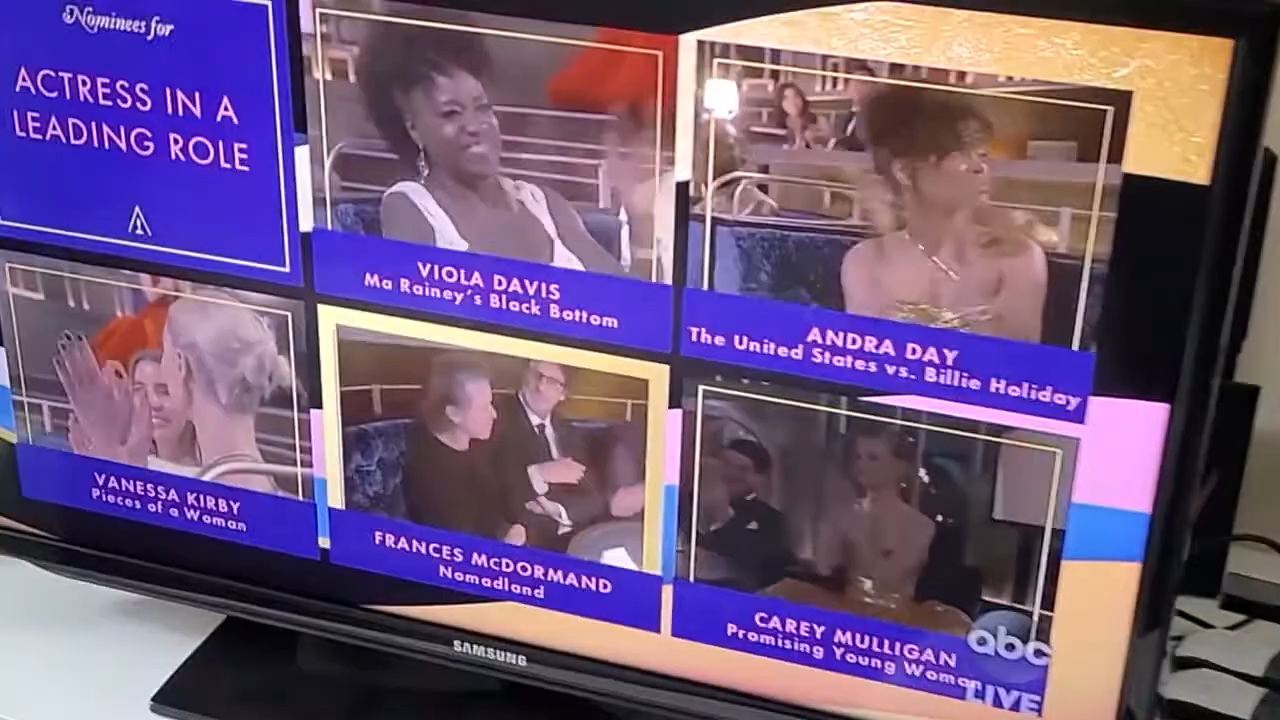 Nominees for
ACTRESS IN A
LEADING ROLE
VIOLA DAVIS
Ma Rainey's Black Bottom
ANDRA DAY
The United States vs. Billie Holiday
VANESSA KIRBY
Pieces of a Woman
FRANCES McDORMAND
Nomadland
CAREY MULLIGAN
Promising Young Woman
abc
LIVE
SAMSUNG